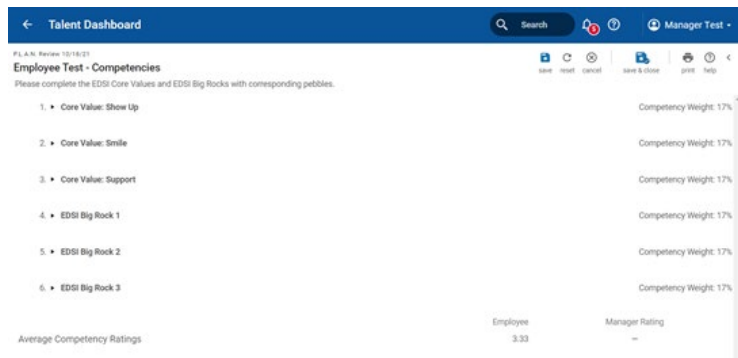 Talent Dashboard
Search
5
Manager Test
P.L.A.N. Review 12/18/21
Employee Test - Competencies
save reset cancel save & close print help
Please complete the EDSI Core Values and EDSI Big Rocks with corresponding pebbles.
1. Core Value: Show Up Competency Weight: 17%
2. Core Value: Smile Competency Weight: 17%
3. Core Value: Support Competency Weight: 17%
4. EDSI Big Rock 1 Competency Weight: 17%
5. EDSI Big Rock 2 Competency Weight: 17%
6. EDSI Big Rock 3 Competency Weight: 17%
Employee Manager Rating
Average Competency Ratings 3.33 –